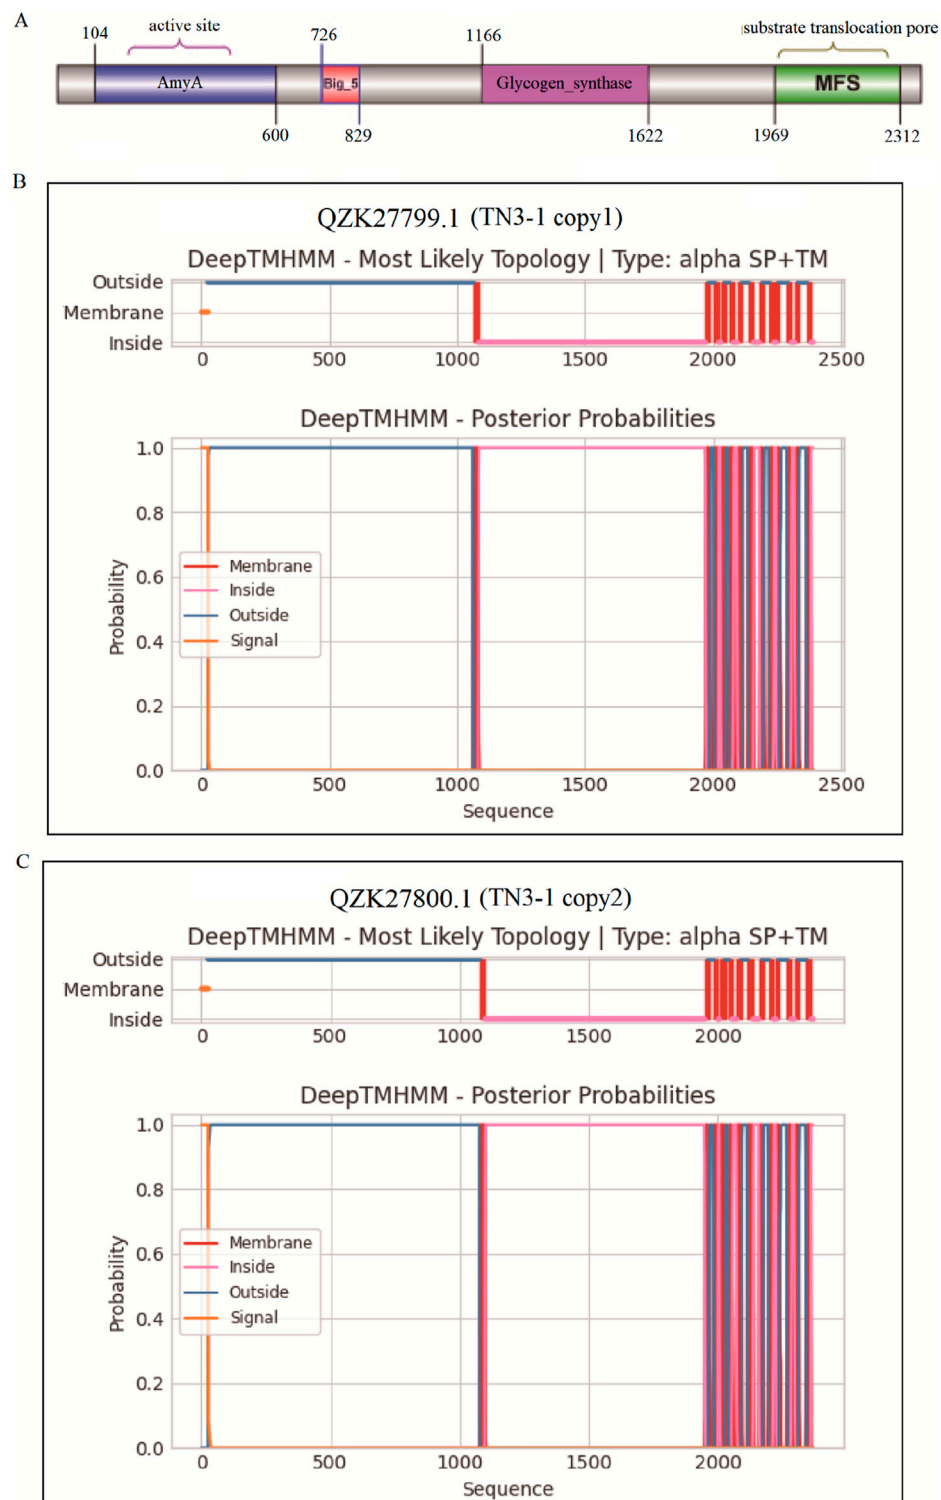 A
104
active site
726
1166
substrate translocation pore
AmyA
Big_5
Glycogen_synthase
MFS
600
829
1622
1969
2312
B
QZK27799.1 (TN3-1 copy1)
DeepTMHMM - Most Likely Topology | Type: alpha SP+TM
Outside
Membrane
Inside
0 500 1000 1500 2000 2500
DeepTMHMM - Posterior Probabilities
1.0
0.8
0.6
0.4
0.2
0.0
Probability
Membrane
Inside
Outside
Signal
0 500 1000 1500 2000 2500
Sequence
C
QZK27800.1 (TN3-1 copy2)
DeepTMHMM - Most Likely Topology | Type: alpha SP+TM
Outside
Membrane
Inside
0 500 1000 1500 2000
DeepTMHMM - Posterior Probabilities
1.0
0.8
0.6
0.4
0.2
0.0
Probability
Membrane
Inside
Outside
Signal
0 500 1000 1500 2000
Sequence